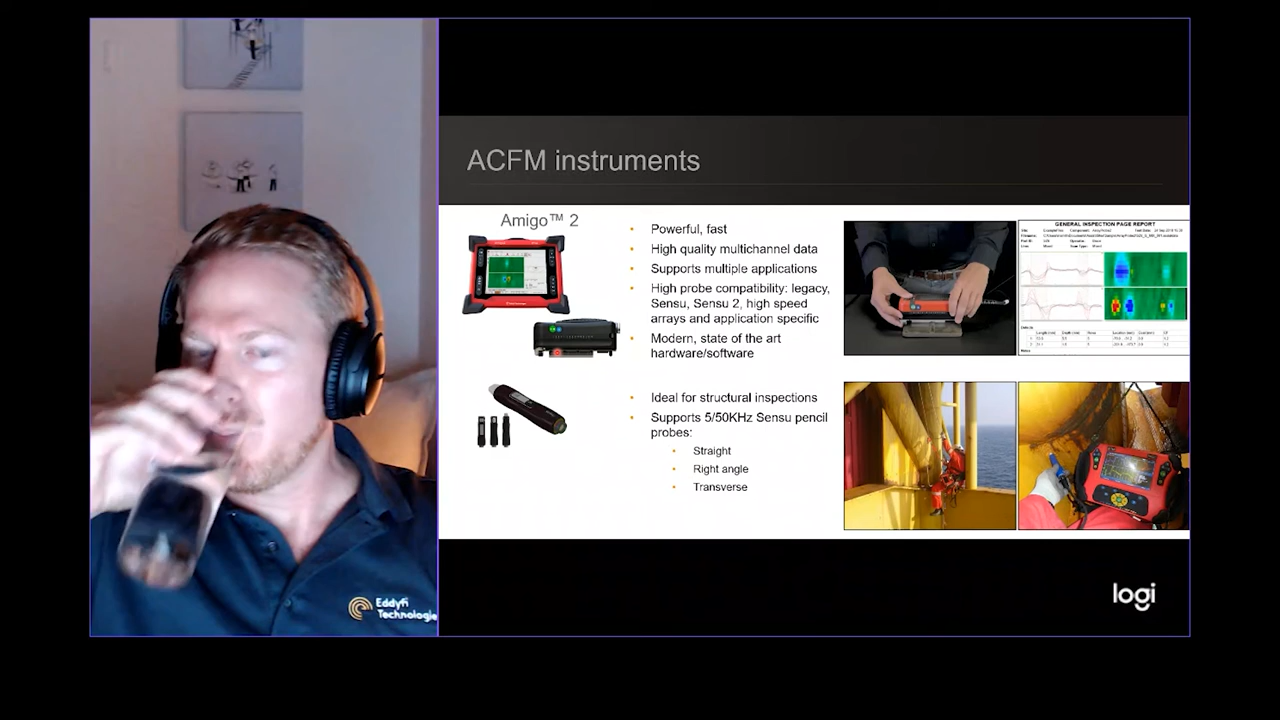 ACFM instruments
Amigo™ 2
• Powerful, fast
• High quality multichannel data
• Supports multiple applications
• High probe compatibility: legacy,
Sensu, Sensu 2, high speed
arrays and application specific
• Modern, state of the art
hardware/software
• Ideal for structural inspections
• Supports 5/50KHz Sensu pencil
probes:
• Straight
• Right angle
• Transverse
GENERAL INSPECTION PAGE REPORT
Eddyfi
Technologie
logi